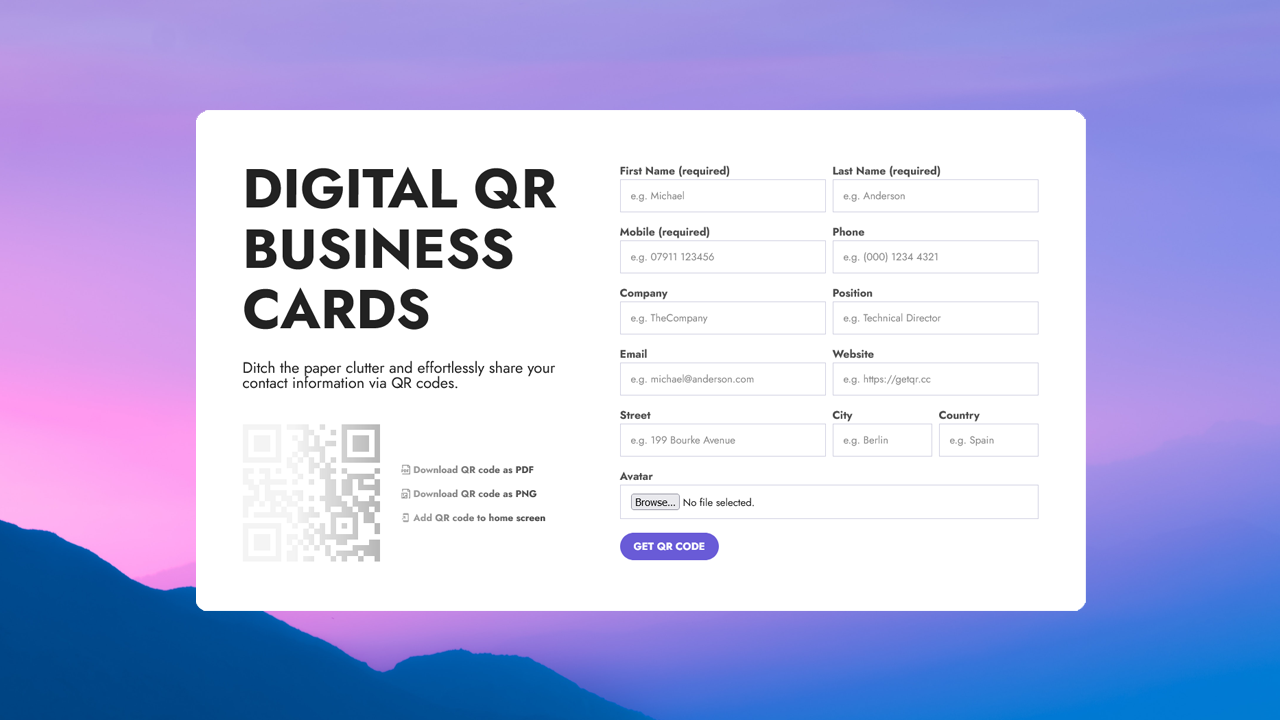 DIGITAL QR
BUSINESS
CARDS
Ditch the paper clutter and effortlessly share your
contact information via QR codes.
Download QR code as PDF
Download QR code as PNG
Add QR code to home screen
First Name (required)
Last Name (required)
e.g. Michael
e.g. Anderson
Mobile (required)
Phone
e.g. 07911 123456
e.g. (000) 1234 4321
Company
Position
e.g. TheCompany
e.g. Technical Director
Email
Website
e.g. michael@anderson.com
e.g. https://getqr.cc
Street
City
Country
e.g. 199 Bourke Avenue
e.g. Berlin
e.g. Spain
Avatar
Browse... No file selected.
GET QR CODE